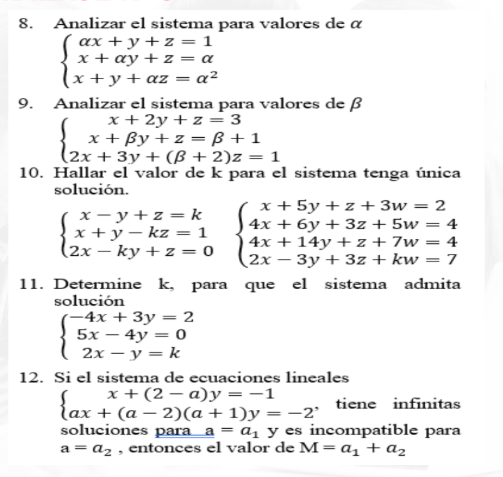 8. Analizar el sistema para valores de α
αx + y + z = 1
x + αy + z = α
x + y + αz = α²
9. Analizar el sistema para valores de β
x + 2y + z = 3
x + βy + z = β + 1
2x + 3y + (β + 2)z = 1
10. Hallar el valor de k para el sistema tenga única
solución.
x − y + z = k
x + y − kz = 1
2x − ky + z = 0
x + 5y + z + 3w = 2
4x + 6y + 3z + 5w = 4
4x + 14y + z + 7w = 4
2x − 3y + 3z + kw = 7
11. Determine k, para que el sistema admita
solución
−4x + 3y = 2
5x − 4y = 0
2x − y = k
12. Si el sistema de ecuaciones lineales
x + (2 − a)y = −1
ax + (a − 2)(a + 1)y = −2, tiene infinitas
soluciones para a = a₁ y es incompatible para
a = a₂ , entonces el valor de M = a₁ + a₂